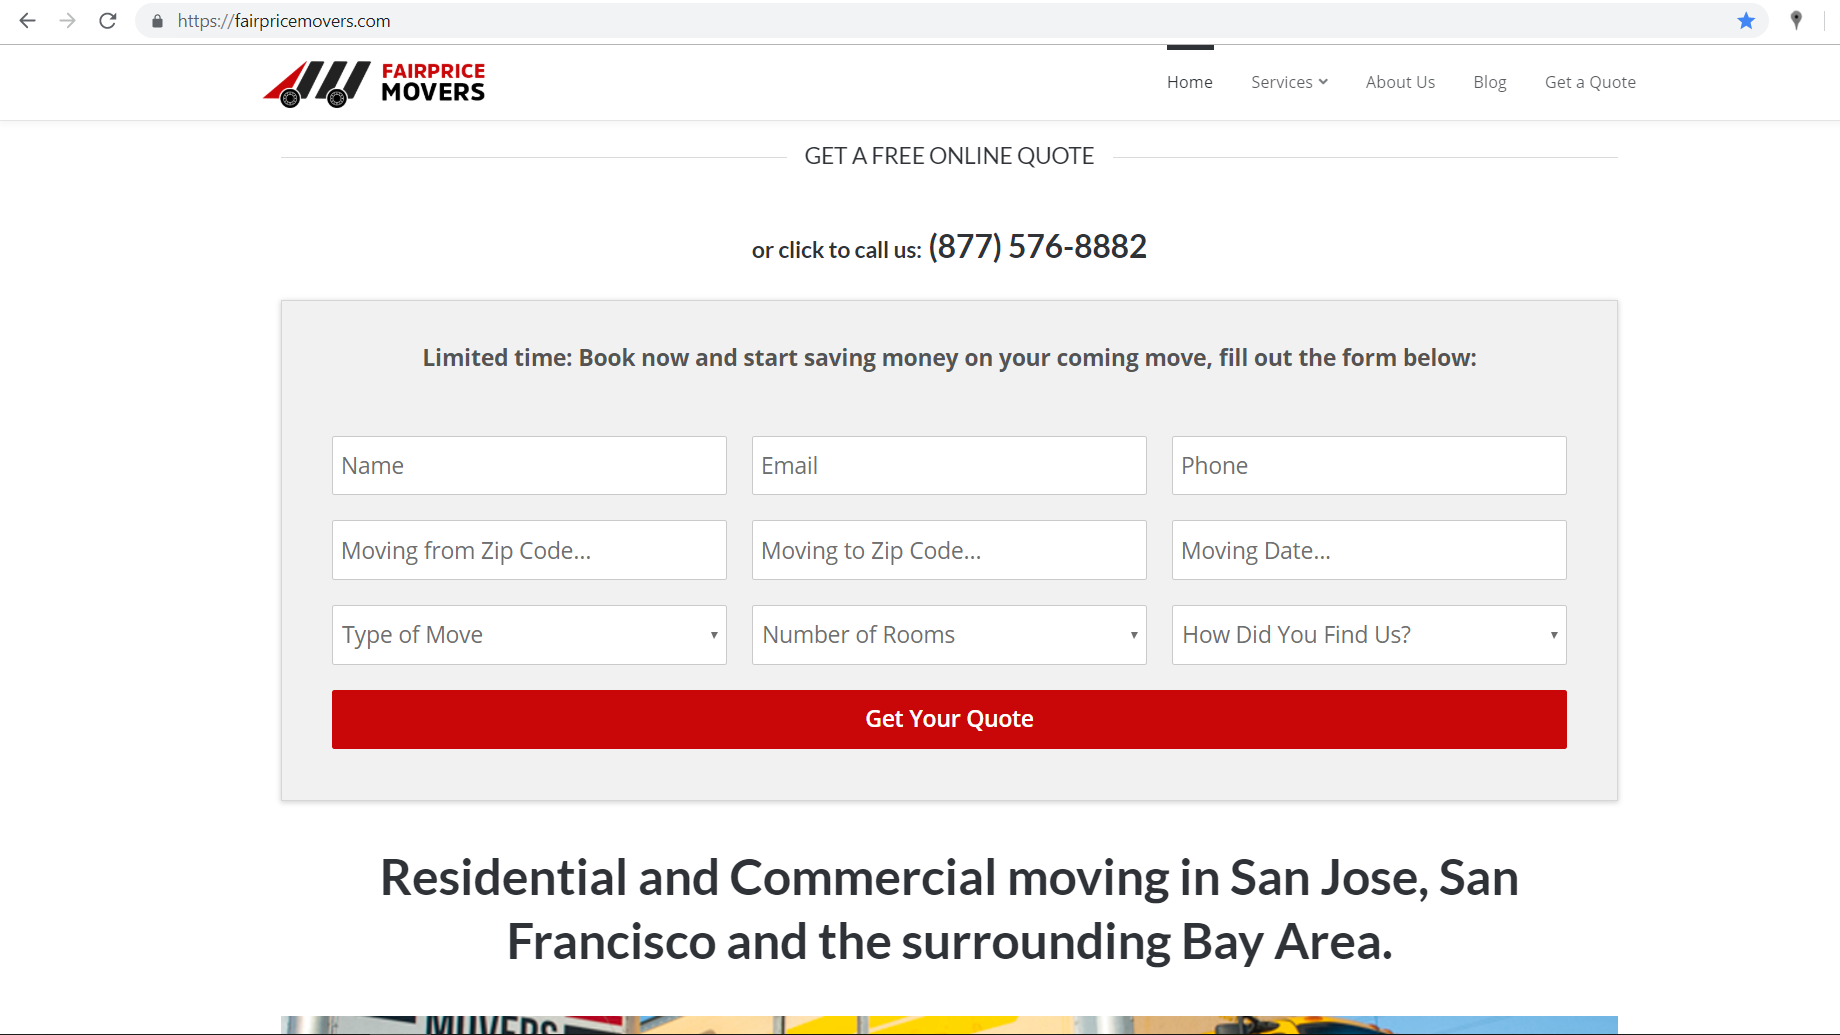 https://fairpricemovers.com
FAIRPRICE
MOVERS
Home Services About Us Blog Get a Quote
GET A FREE ONLINE QUOTE
or click to call us: (877) 576-8882
Limited time: Book now and start saving money on your coming move, fill out the form below:
Name Email Phone
Moving from Zip Code... Moving to Zip Code... Moving Date...
Type of Move Number of Rooms How Did You Find Us?
Get Your Quote
Residential and Commercial moving in San Jose, San
Francisco and the surrounding Bay Area.
MOVERS